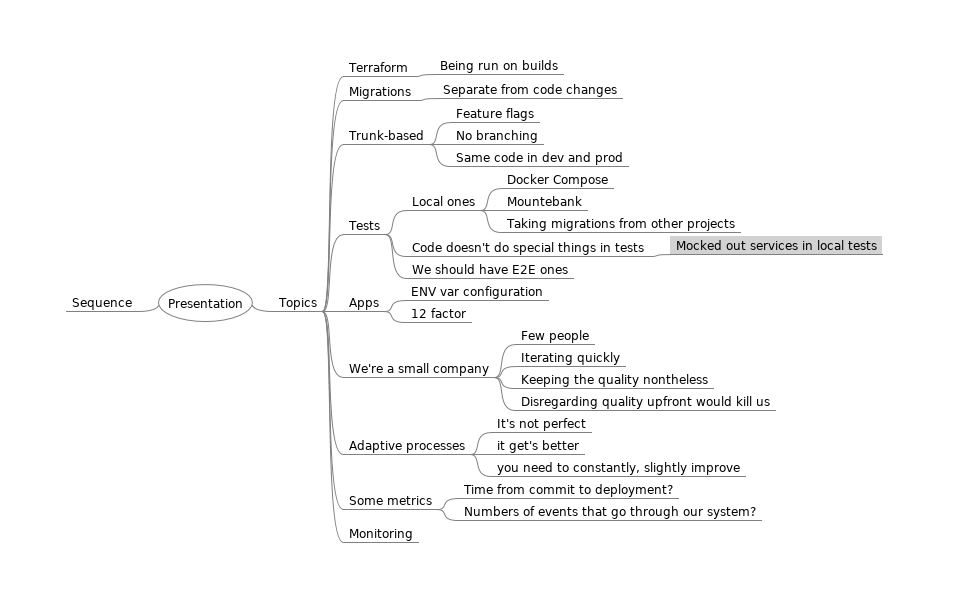 Sequence
Presentation
Topics
Terraform
Being run on builds
Migrations
Separate from code changes
Trunk-based
Feature flags
No branching
Same code in dev and prod
Tests
Local ones
Docker Compose
Mountebank
Taking migrations from other projects
Code doesn't do special things in tests
Mocked out services in local tests
We should have E2E ones
Apps
ENV var configuration
12 factor
We're a small company
Few people
Iterating quickly
Keeping the quality nontheless
Disregarding quality upfront would kill us
Adaptive processes
It's not perfect
it get's better
you need to constantly, slightly improve
Some metrics
Time from commit to deployment?
Numbers of events that go through our system?
Monitoring